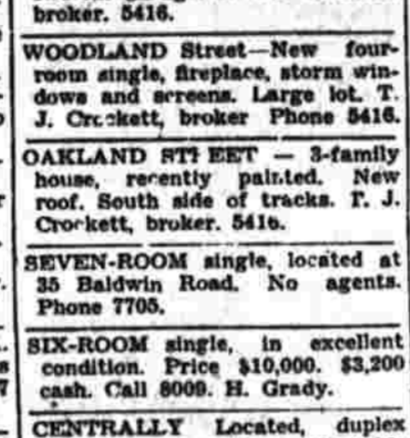 broker. 5416.
WOODLAND Street—New four-
room single, fireplace, storm win-
dows and screens. Large lot. T.
J. Crockett, broker Phone 5416.
OAKLAND STREET — 3-family
house, recently painted. New
roof. South side of tracks. T. J.
Crockett, broker. 5416.
SEVEN-ROOM single, located at
35 Baldwin Road. No agents.
Phone 7705.
SIX-ROOM single, in excellent
condition. Price $10,000. $3,200
cash. Call 8009. H. Grady.
CENTRALLY Located, duplex